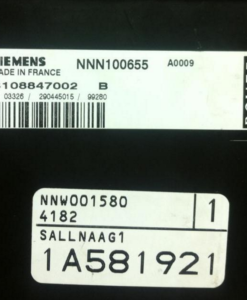 SIEMENS NNN100655 A0009
MADE IN FRANCE
5108847002 B
03326 / 290445015 / 99280
NNW001580
4182 1
SALLNAAG1
1A581921